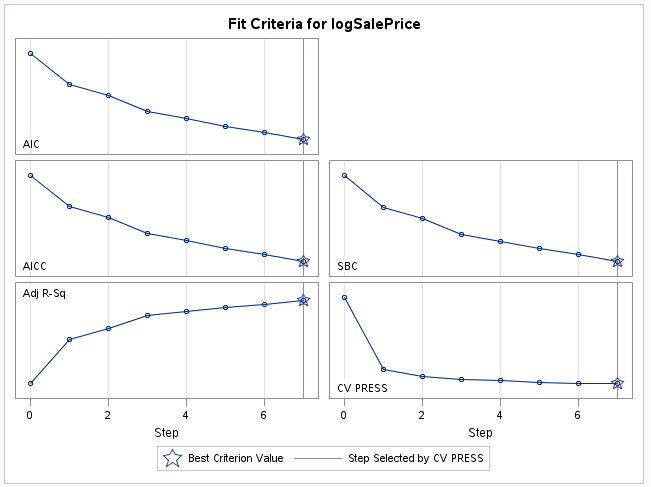 Fit Criteria for logSalePrice
AIC
AICC
SBC
Adj R-Sq
CV PRESS
0 2 4 6
0 2 4 6
Step
Step
Best Criterion Value
Step Selected by CV PRESS